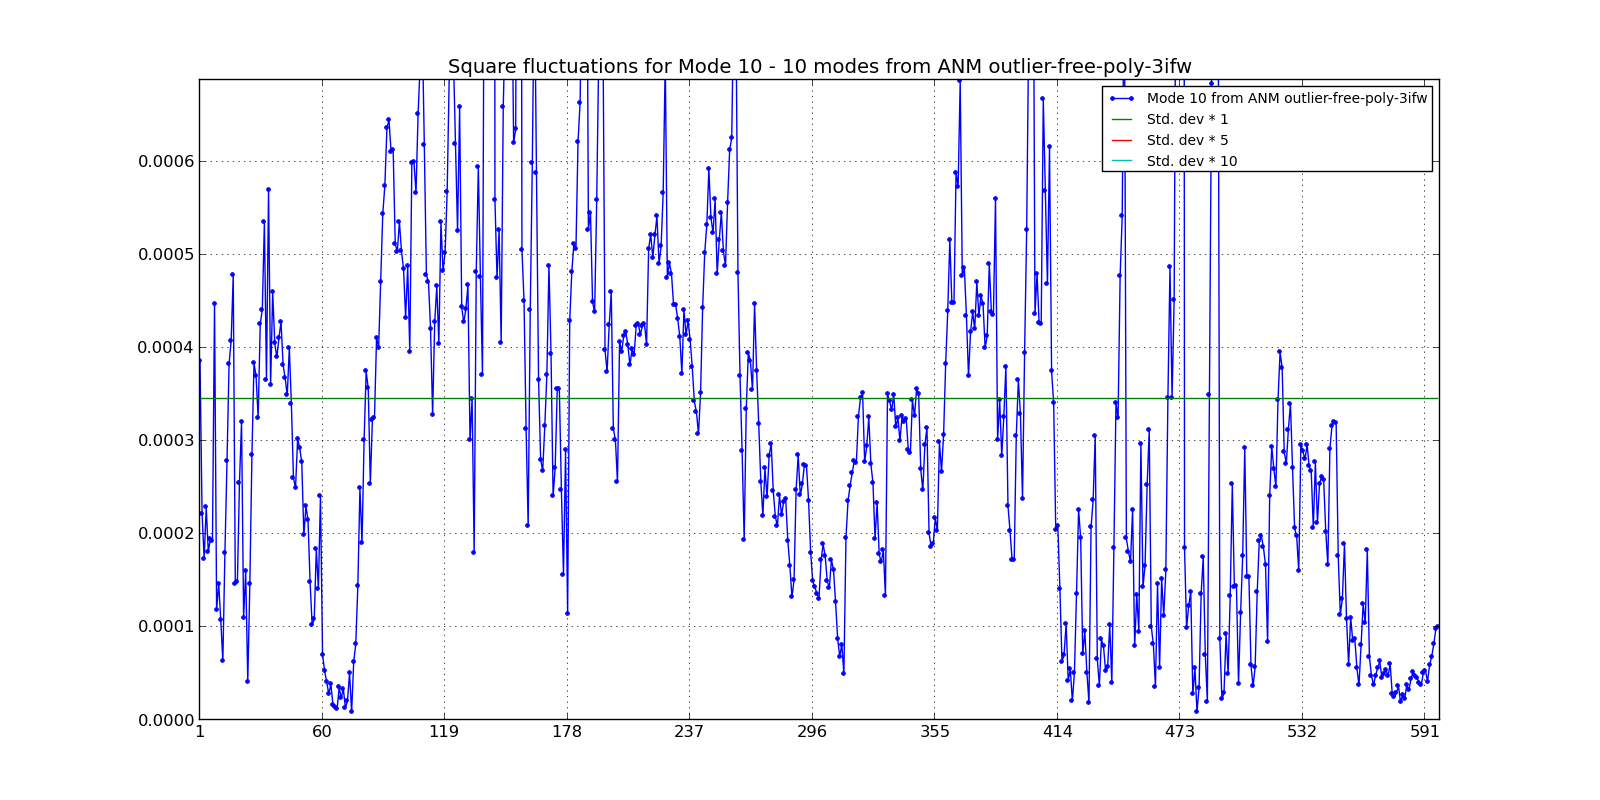 Square fluctuations for Mode 10 - 10 modes from ANM outlier-free-poly-3ifw
Mode 10 from ANM outlier-free-poly-3ifw
Std. dev * 1
Std. dev * 5
Std. dev * 10
0.0006
0.0005
0.0004
0.0003
0.0002
0.0001
0.0000
1 60 119 178 237 296 355 414 473 532 591